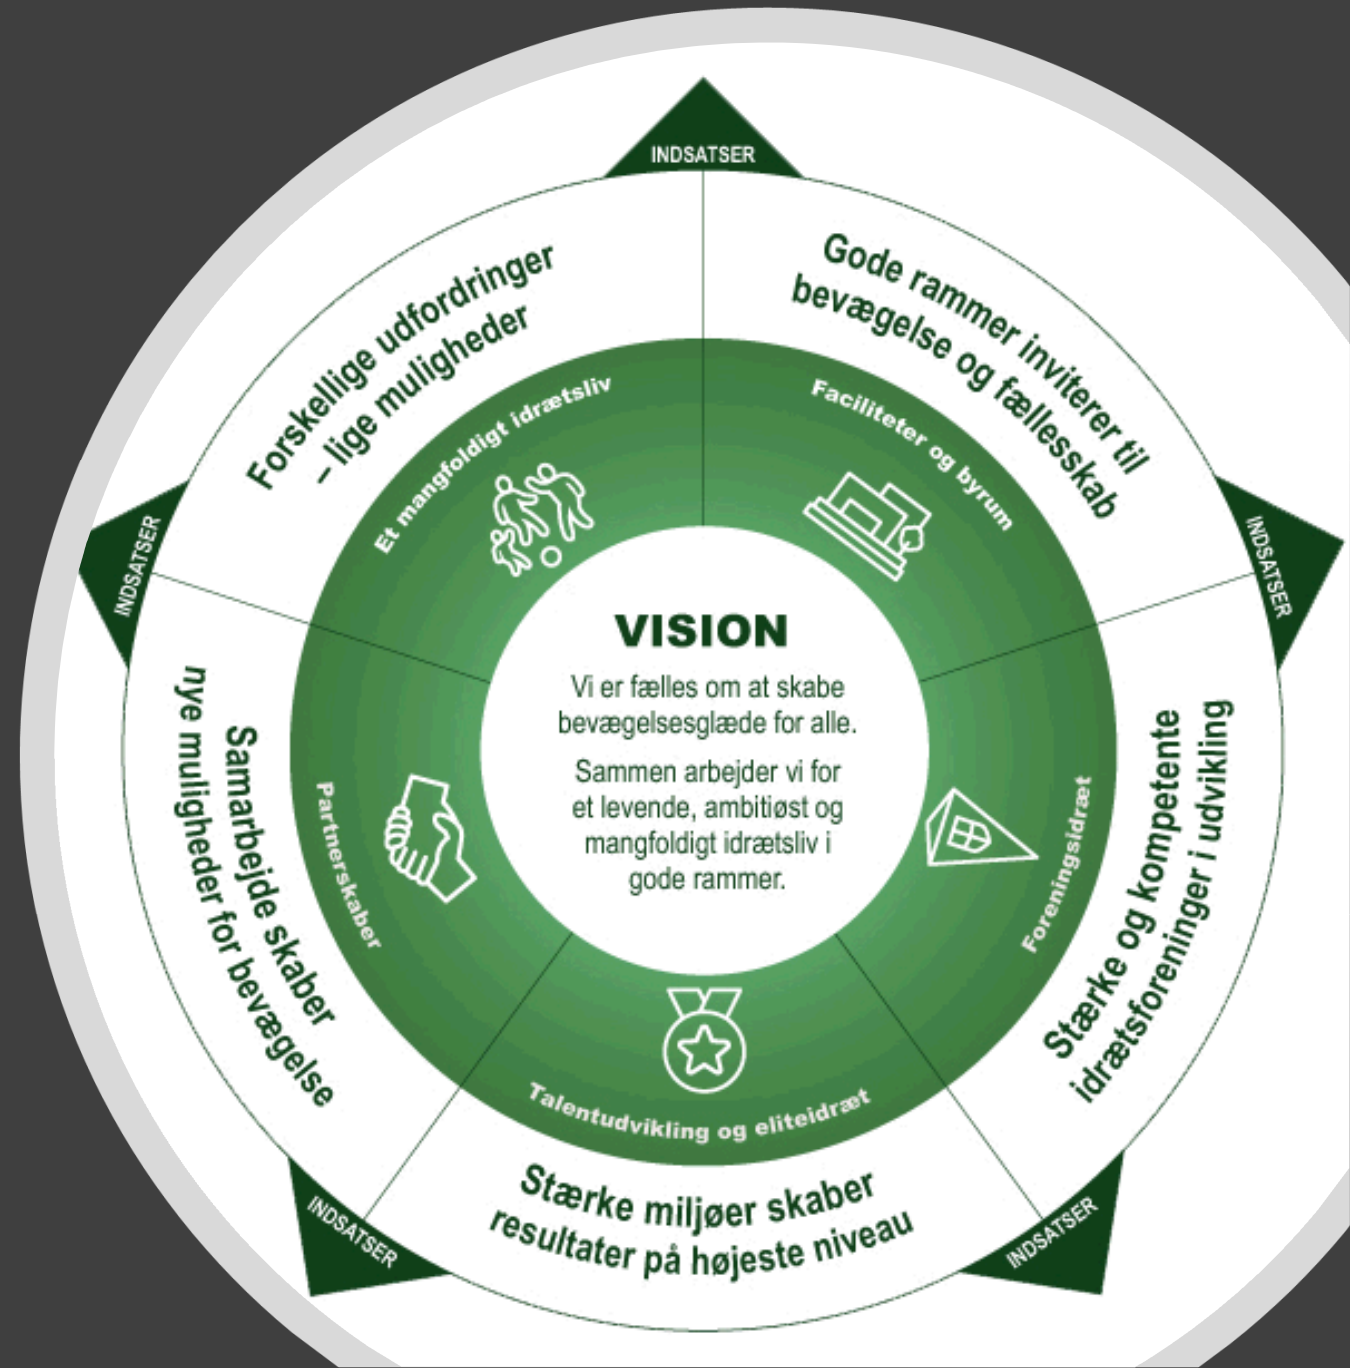 INDSATSER
Gode rammer inviterer til
bevægelse og fællesskab
Faciliteter og byrum
INDSATSER
Stærke og kompetente
idrætsforeninger i udvikling
Foreningsidræt
INDSATSER
Stærke miljøer skaber
resultater på højeste niveau
Talentudvikling og eliteidræt
INDSATSER
Samarbejde skaber
nye muligheder for bevægelse
Partnerskaber
INDSATSER
Forskellige udfordringer
– lige muligheder
Et mangfoldigt idrætsliv
VISION
Vi er fælles om at skabe
bevægelsesglæde for alle.
Sammen arbejder vi for
et levende, ambitiøst og
mangfoldigt idrætsliv i
gode rammer.